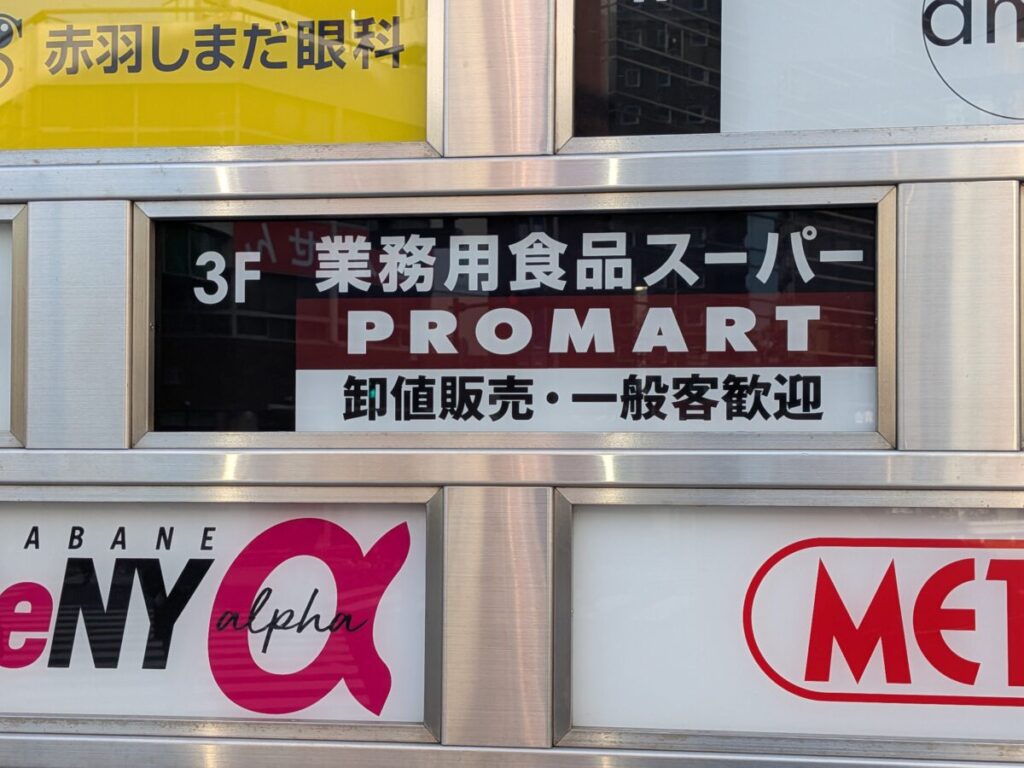 赤羽しまだ眼科
3F
業務用食品スーパー
PROMART
卸値販売・一般客歓迎
ABANE
eNY
alpha
MET